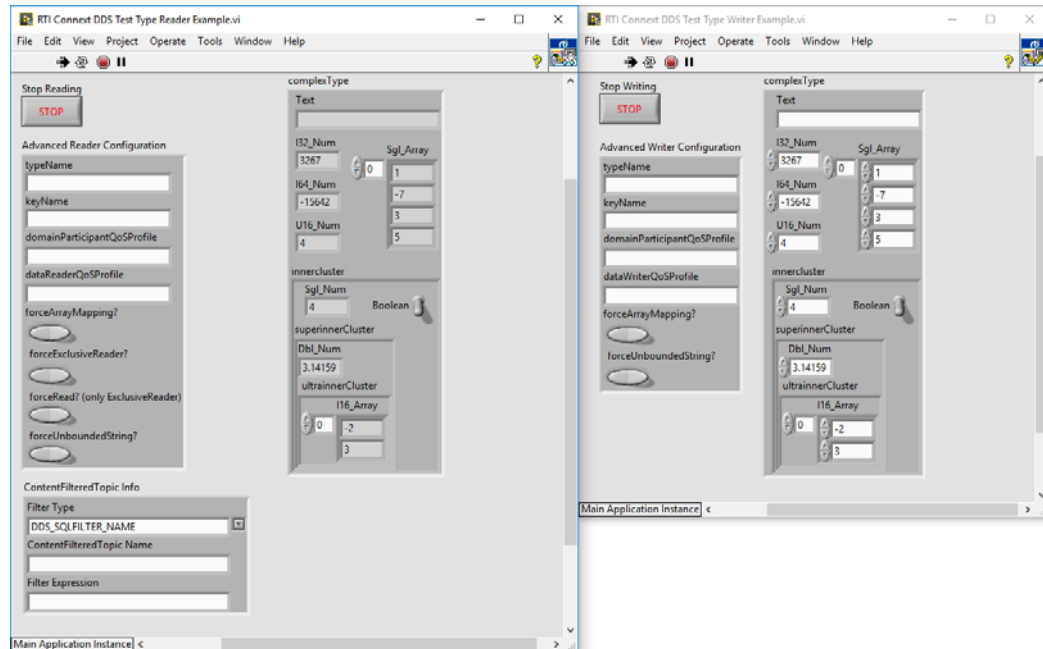 RTI Connext DDS Test Type Reader Example.vi
File Edit View Project Operate Tools Window Help
Stop Reading
STOP
Advanced Reader Configuration
typeName
keyName
domainParticipantQoSProfile
dataReaderQoSProfile
forceArrayMapping?
forceExclusiveReader?
forceRead? (only ExclusiveReader)
forceUnboundedString?
ContentFilteredTopic Info
Filter Type
DDS_SQLFILTER_NAME
ContentFilteredTopic Name
Filter Expression
complexType
Text
I32_Num
3267
I64_Num
-15642
U16_Num
4
Sgl_Array
0
1
-7
3
5
innercluster
Sgl_Num
4
Boolean
superinnerCluster
Dbl_Num
3.14159
ultrainnerCluster
I16_Array
0
-2
3
Main Application Instance
RTI Connext DDS Test Type Writer Example.vi
File Edit View Project Operate Tools Window Help
Stop Writing
STOP
Advanced Writer Configuration
typeName
keyName
domainParticipantQoSProfile
dataWriterQoSProfile
forceArrayMapping?
forceUnboundedString?
complexType
Text
I32_Num
3267
I64_Num
-15642
U16_Num
4
Sgl_Array
0
1
-7
3
5
innercluster
Sgl_Num
4
Boolean
superinnerCluster
Dbl_Num
3.14159
ultrainnerCluster
I16_Array
0
-2
3
Main Application Instance